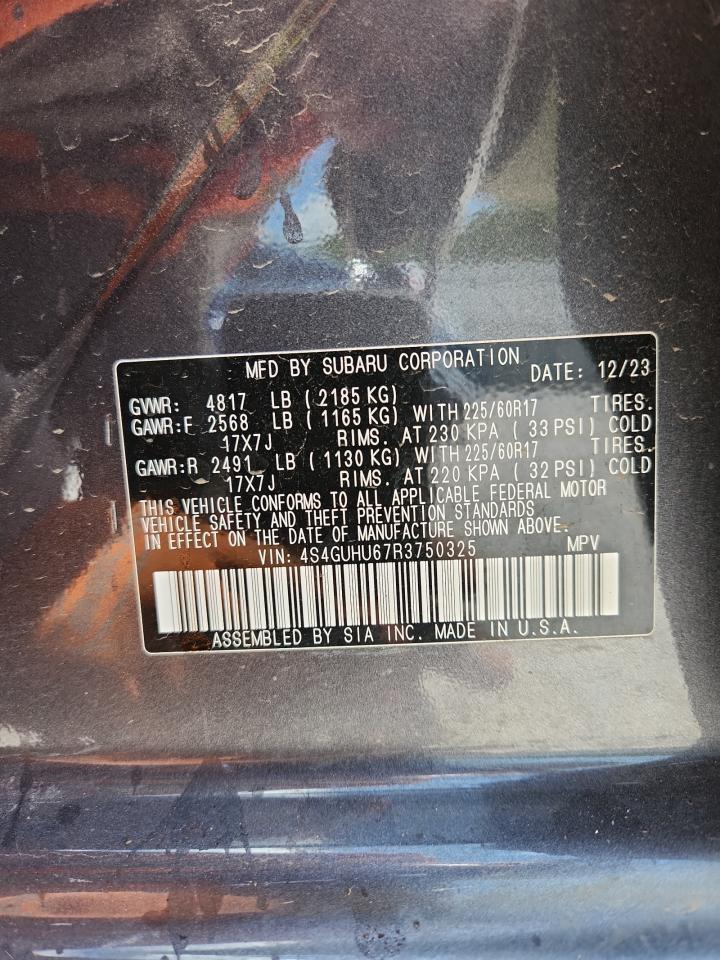 MFD BY SUBARU CORPORATION DATE: 12/23
GVWR: 4817 LB ( 2185 KG)
GAWR:F 2568 LB ( 1165 KG) WITH 225/60R17 TIRES.
17X7J RIMS. AT 230 KPA ( 33 PSI) COLD
GAWR:R 2491 LB ( 1130 KG) WITH 225/60R17 TIRES.
17X7J RIMS. AT 220 KPA ( 32 PSI) COLD
THIS VEHICLE CONFORMS TO ALL APPLICABLE FEDERAL MOTOR
VEHICLE SAFETY AND THEFT PREVENTION STANDARDS
IN EFFECT ON THE DATE OF MANUFACTURE SHOWN ABOVE.
VIN: 4S4GUHU67R3750325 MPV
ASSEMBLED BY SIA INC. MADE IN U.S.A.